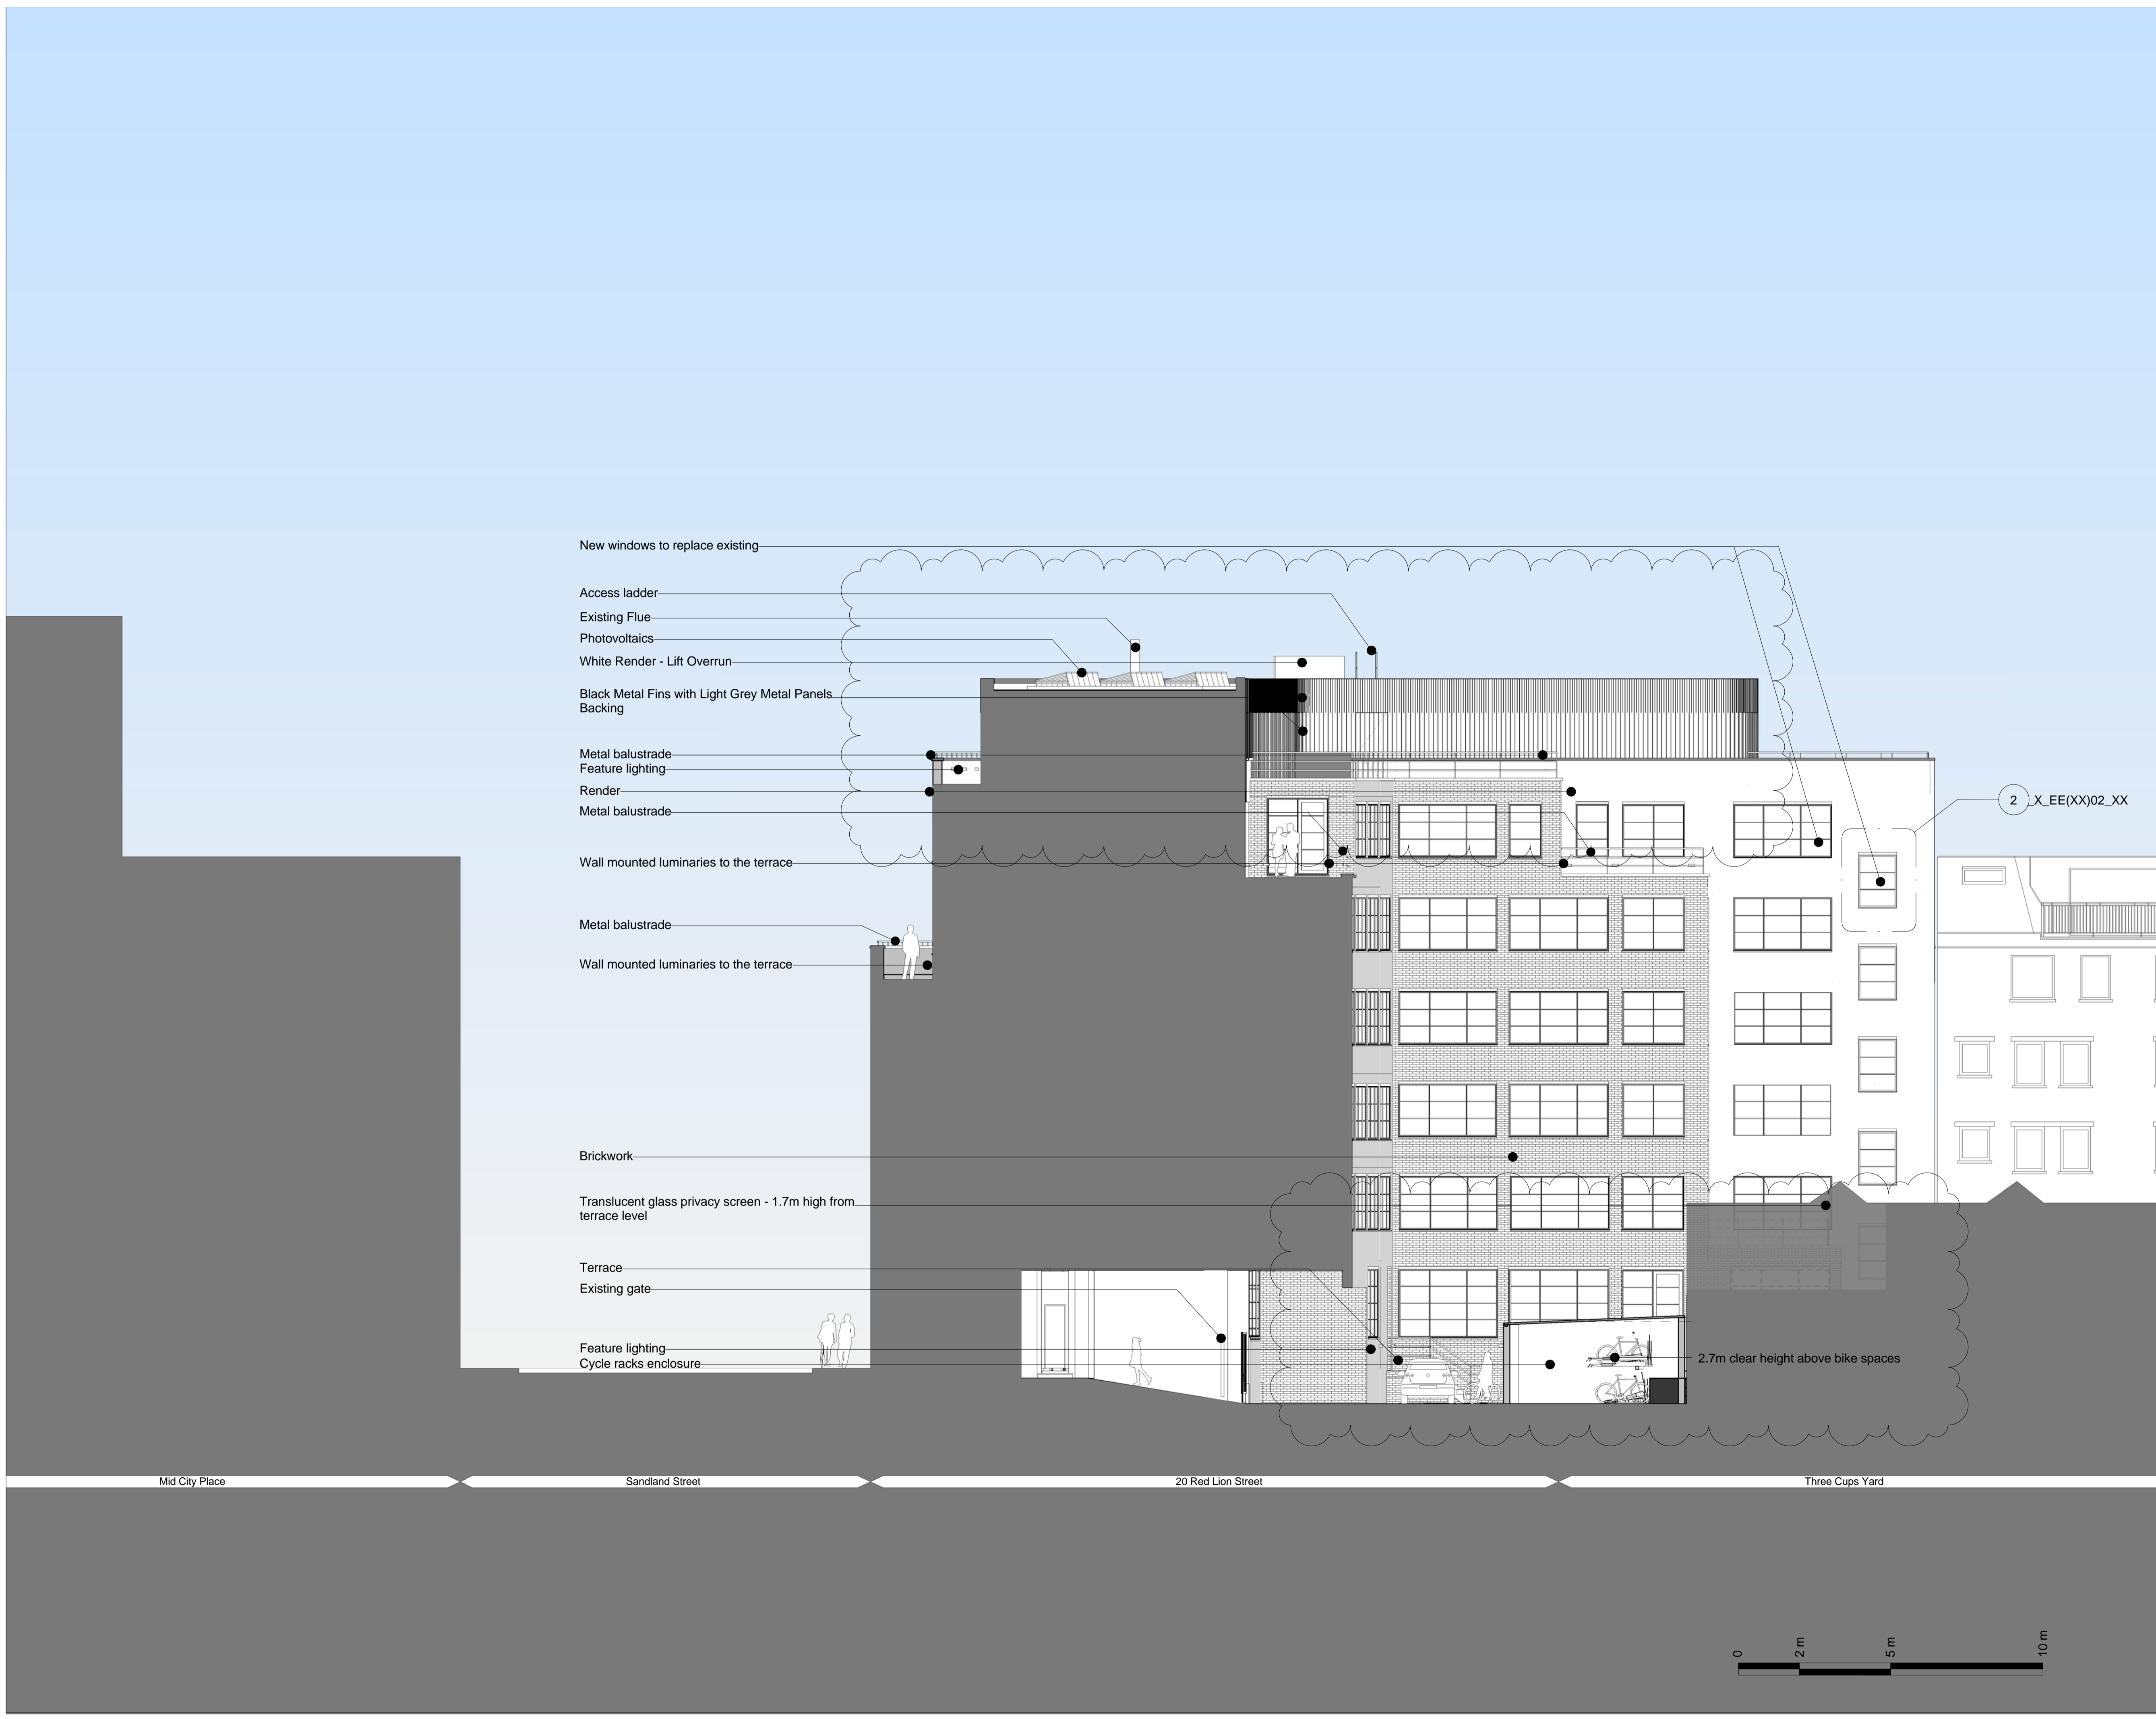 New windows to replace existing
Access ladder
Existing Flue
Photovoltaics
White Render - Lift Overrun
Black Metal Fins with Light Grey Metal Panels
Backing
Metal balustrade
Feature lighting
Render
Metal balustrade
2 _X_EE(XX)02_XX
Wall mounted luminaries to the terrace
Metal balustrade
Wall mounted luminaries to the terrace
Brickwork
Translucent glass privacy screen - 1.7m high from
terrace level
Terrace
Existing gate
Feature lighting
Cycle racks enclosure
2.7m clear height above bike spaces
Mid City Place
Sandland Street
20 Red Lion Street
Three Cups Yard
0
2 m
5 m
10 m